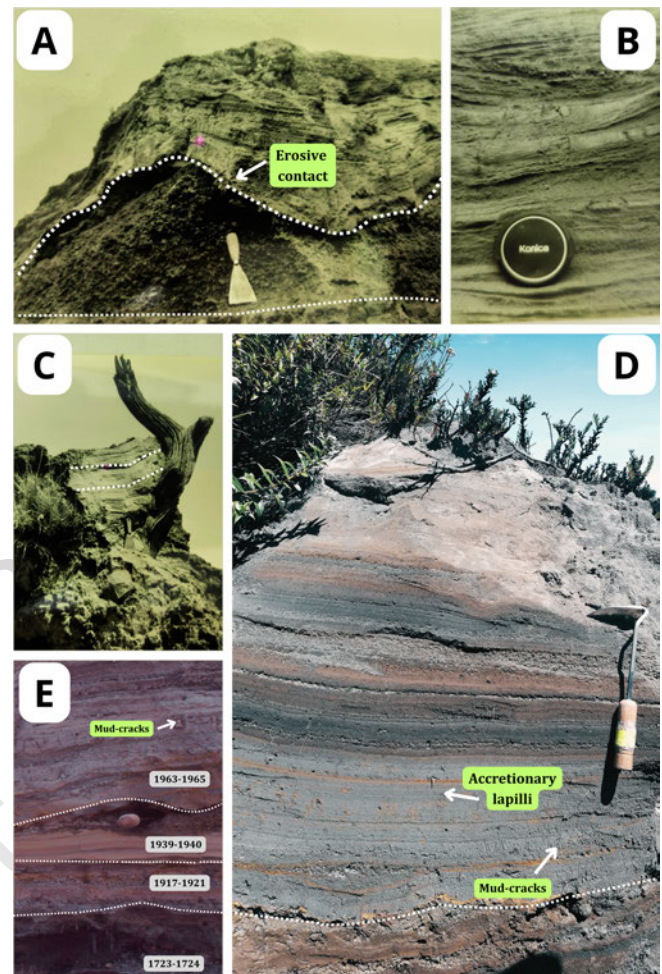 A
B
Erosive
contact
Konica
C
D
E
Mud-cracks
1963-1965
1939-1940
1917-1921
1723-1724
Accretionary
lapilli
Mud-cracks